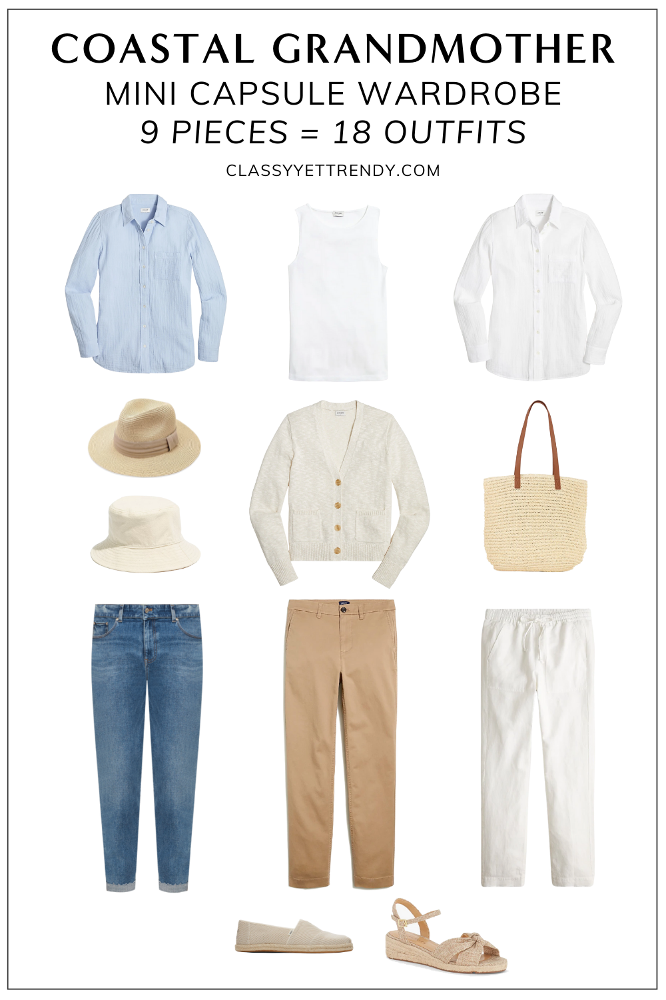 COASTAL GRANDMOTHER
MINI CAPSULE WARDROBE
9 PIECES = 18 OUTFITS
CLASSYYETTRENDY.COM